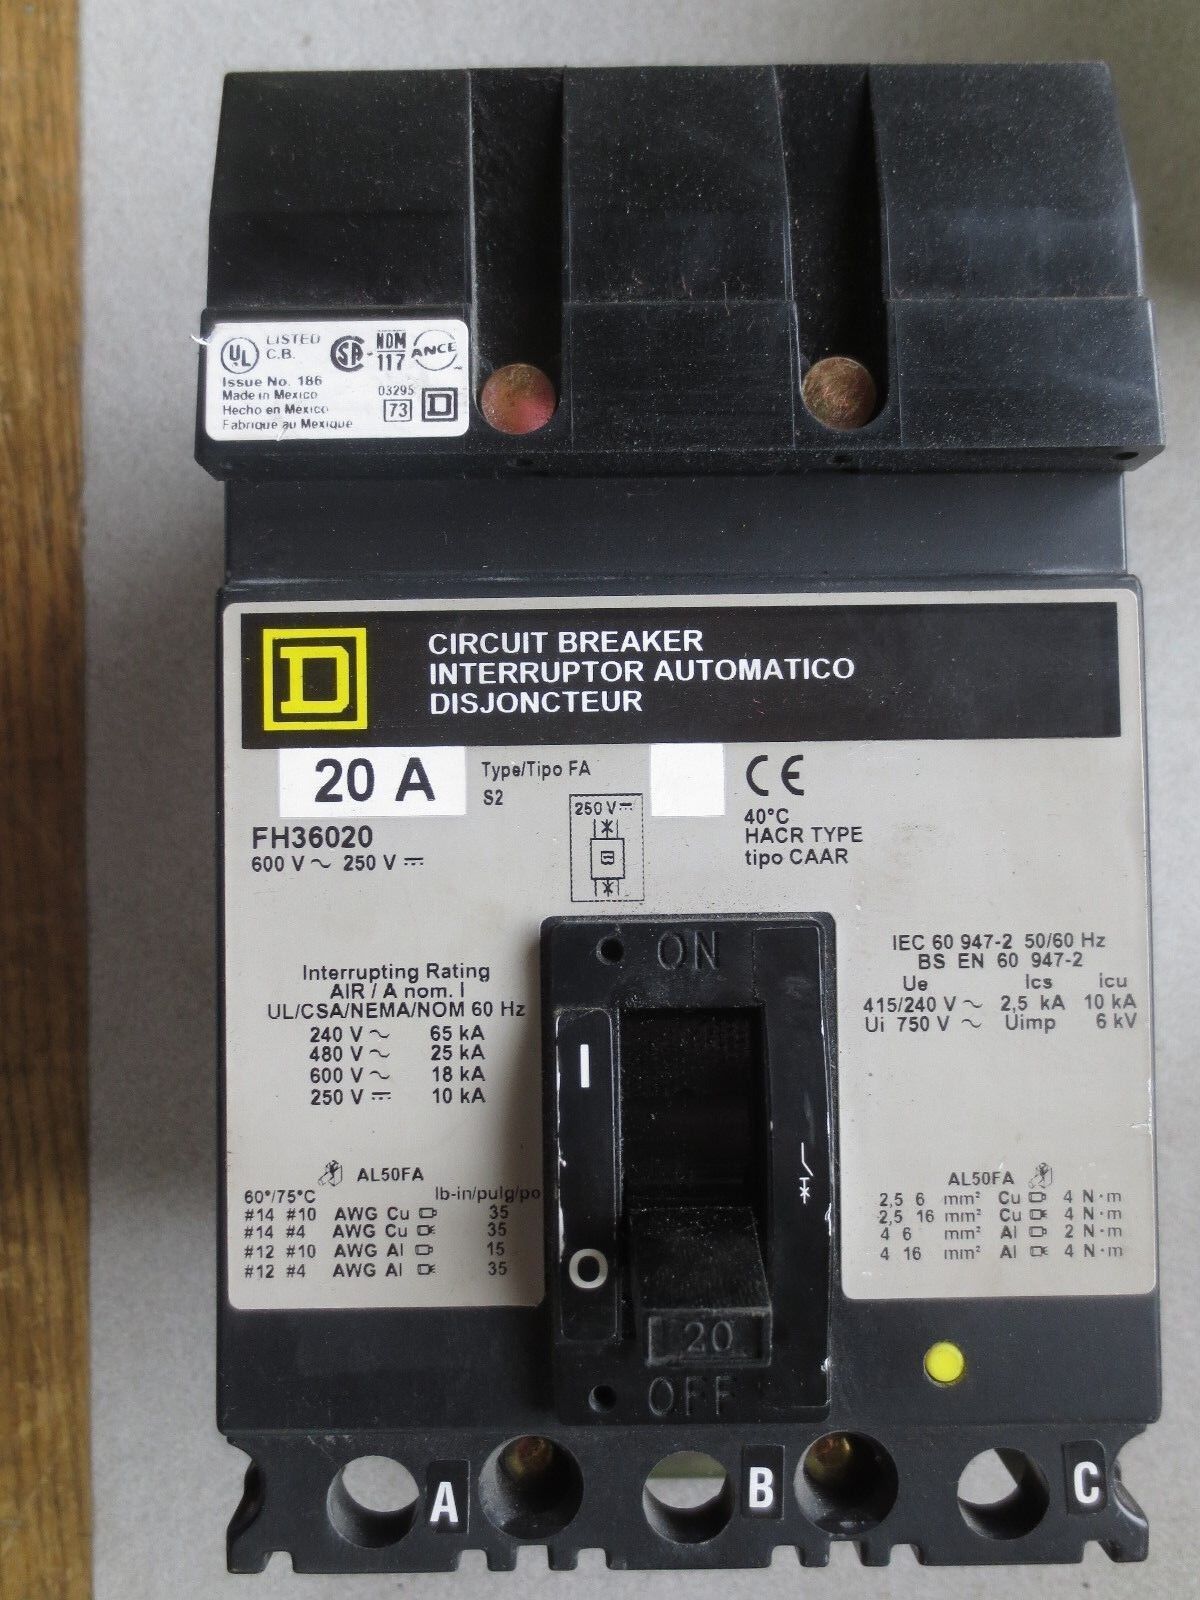 UL LISTED C.B. SA - NOM 117 ANCE
Issue No. 186
Made in Mexico 03295
Hecho en Mexico 73 D
Fabrique au Mexique
D
CIRCUIT BREAKER
INTERRUPTOR AUTOMATICO
DISJONCTEUR
20 A
Type/Tipo FA
S2
CE
FH36020
600 V ~ 250 V ⎓
250 V ⎓
40°C
HACR TYPE
tipo CAAR
Interrupting Rating
AIR / A nom. I
UL/CSA/NEMA/NOM 60 Hz
240 V ~ 65 kA
480 V ~ 25 kA
600 V ~ 18 kA
250 V ⎓ 10 kA
AL50FA
60°/75°C lb-in/pulg/po
#14 #10 AWG Cu 35
#14 #4 AWG Cu 35
#12 #10 AWG Al 15
#12 #4 AWG Al 35
ON
I
O
20
OFF
IEC 60 947-2 50/60 Hz
BS EN 60 947-2
Ue Ics icu
415/240 V ~ 2,5 kA 10 kA
Ui 750 V ~ Uimp 6 kV
AL50FA
2,5 6 mm² Cu 4 N·m
2,5 16 mm² Cu 4 N·m
4 6 mm² Al 2 N·m
4 16 mm² Al 4 N·m
A B C